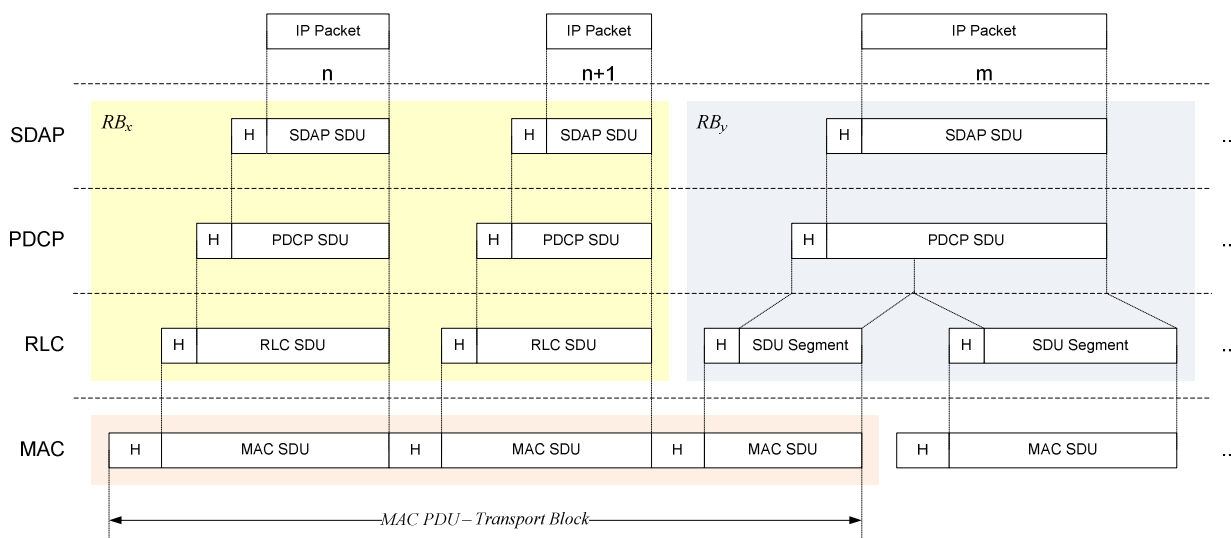 IP Packet IP Packet IP Packet
n n+1 m
RBx RBy
SDAP H SDAP SDU H SDAP SDU H SDAP SDU ..
PDCP H PDCP SDU H PDCP SDU H PDCP SDU ..
RLC H RLC SDU H RLC SDU H SDU Segment H SDU Segment ..
MAC H MAC SDU H MAC SDU H MAC SDU H MAC SDU ..
MAC PDU – Transport Block